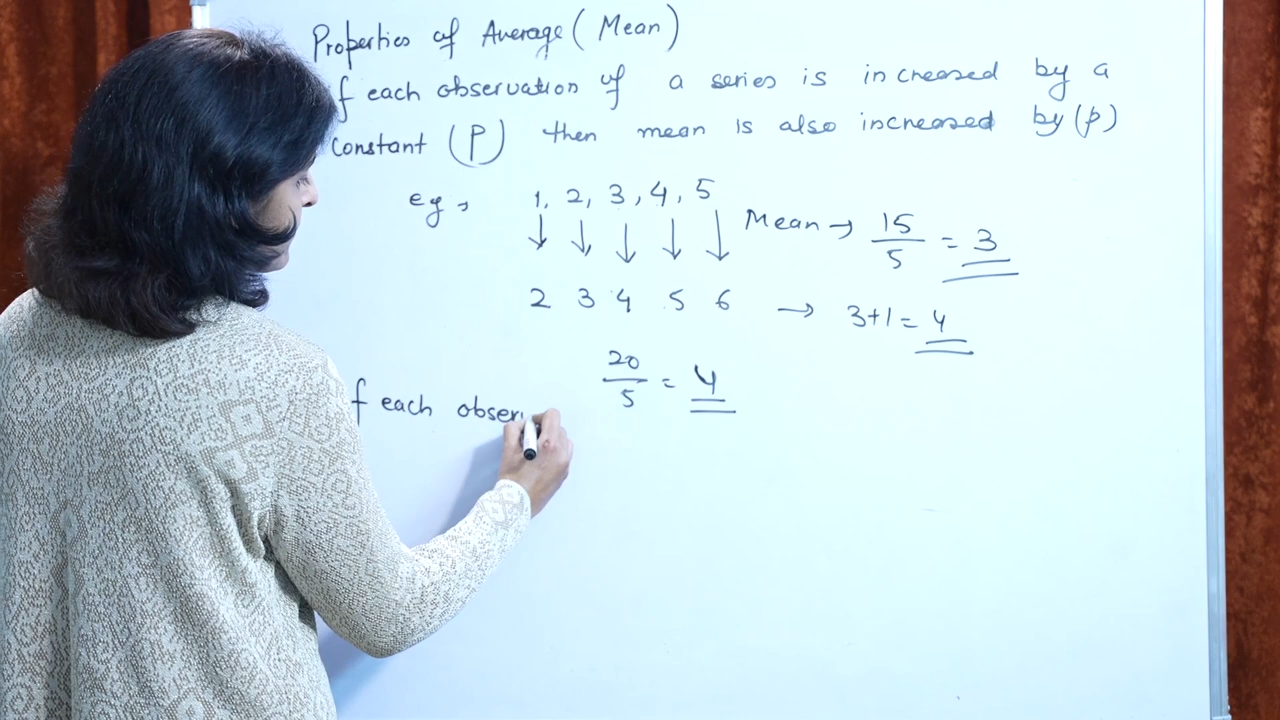 Properties of Average (Mean)
f each observation of a series is increased by a
constant (P) then mean is also increased by (p)
eg, 1, 2, 3, 4, 5
Mean → 15/5 = 3
2 3 4 5 6 → 3+1 = 4
20/5 = 4
f each obser